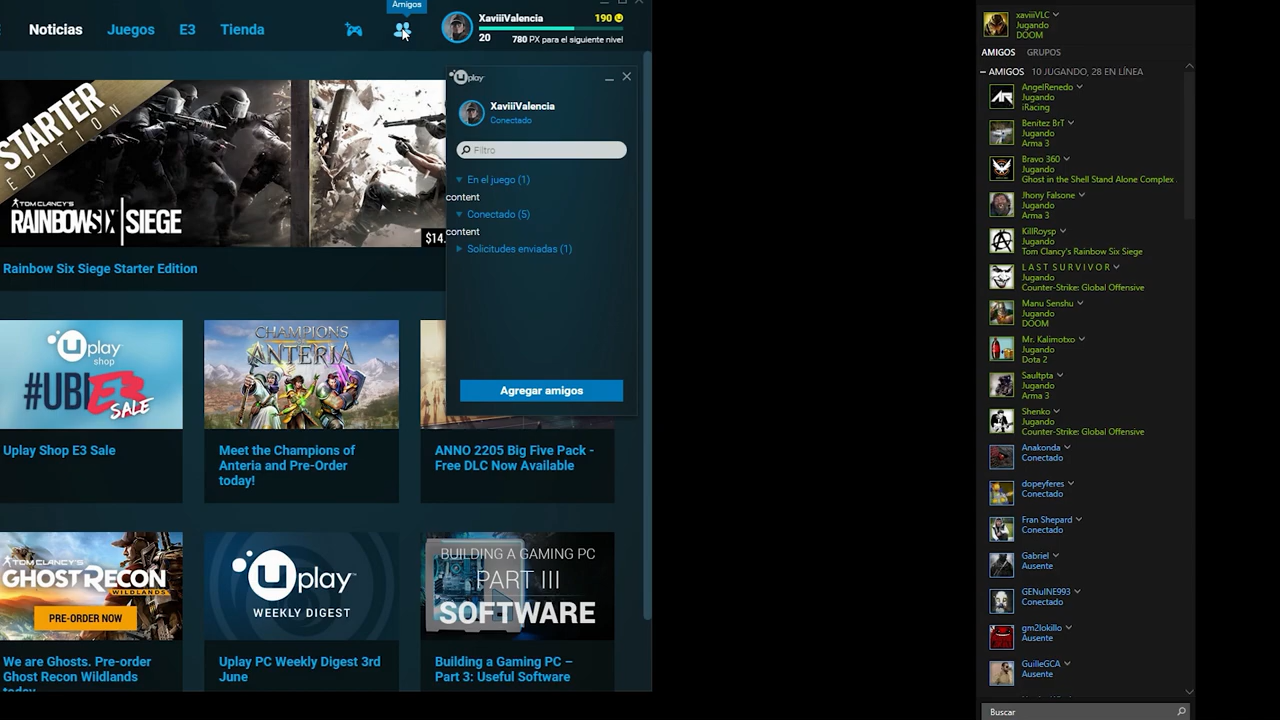 Amigos
Noticias
Juegos
E3
Tienda
XaviiiValencia
190
20
780 PX para el siguiente nivel
STARTER
EDITION
TOM CLANCY'S
RAINBOW SIX | SIEGE
$14.
Rainbow Six Siege Starter Edition
Uplay
XaviiiValencia
Conectado
Filtro
En el juego (1)
content
Conectado (5)
content
Solicitudes enviadas (1)
Agregar amigos
Uplay
shop
#UBIE3
SALE
Uplay Shop E3 Sale
CHAMPIONS
OF
ANTERIA
Meet the Champions of
Anteria and Pre-Order
today!
ANNO 2205 Big Five Pack -
Free DLC Now Available
TOM CLANCY'S
GHOST RECON
WILDLANDS
PRE-ORDER NOW
We are Ghosts. Pre-order
Ghost Recon Wildlands
today
Uplay
WEEKLY DIGEST
Uplay PC Weekly Digest 3rd
June
BUILDING A GAMING PC
PART III
SOFTWARE
Building a Gaming PC –
Part 3: Useful Software
xaviiiVLC
Jugando
DOOM
AMIGOS
GRUPOS
AMIGOS 10 JUGANDO, 28 EN LÍNEA
AngelRenedo
Jugando
iRacing
Benitez BrT
Jugando
Arma 3
Bravo 360
Jugando
Ghost in the Shell Stand Alone Complex
Jhony Falsone
Jugando
Arma 3
KillRoysp
Jugando
Tom Clancy's Rainbow Six Siege
L A S T S U R V I V O R
Jugando
Counter-Strike: Global Offensive
Manu Senshu
Jugando
DOOM
Mr. Kalimotxo
Jugando
Dota 2
Saultpta
Jugando
Arma 3
Shenko
Jugando
Counter-Strike: Global Offensive
Anakonda
Conectado
dopeyferes
Conectado
Fran Shepard
Conectado
Gabriel
Ausente
GENuINE993
Conectado
gm2lokillo
Ausente
GuilleGCA
Ausente
Buscar